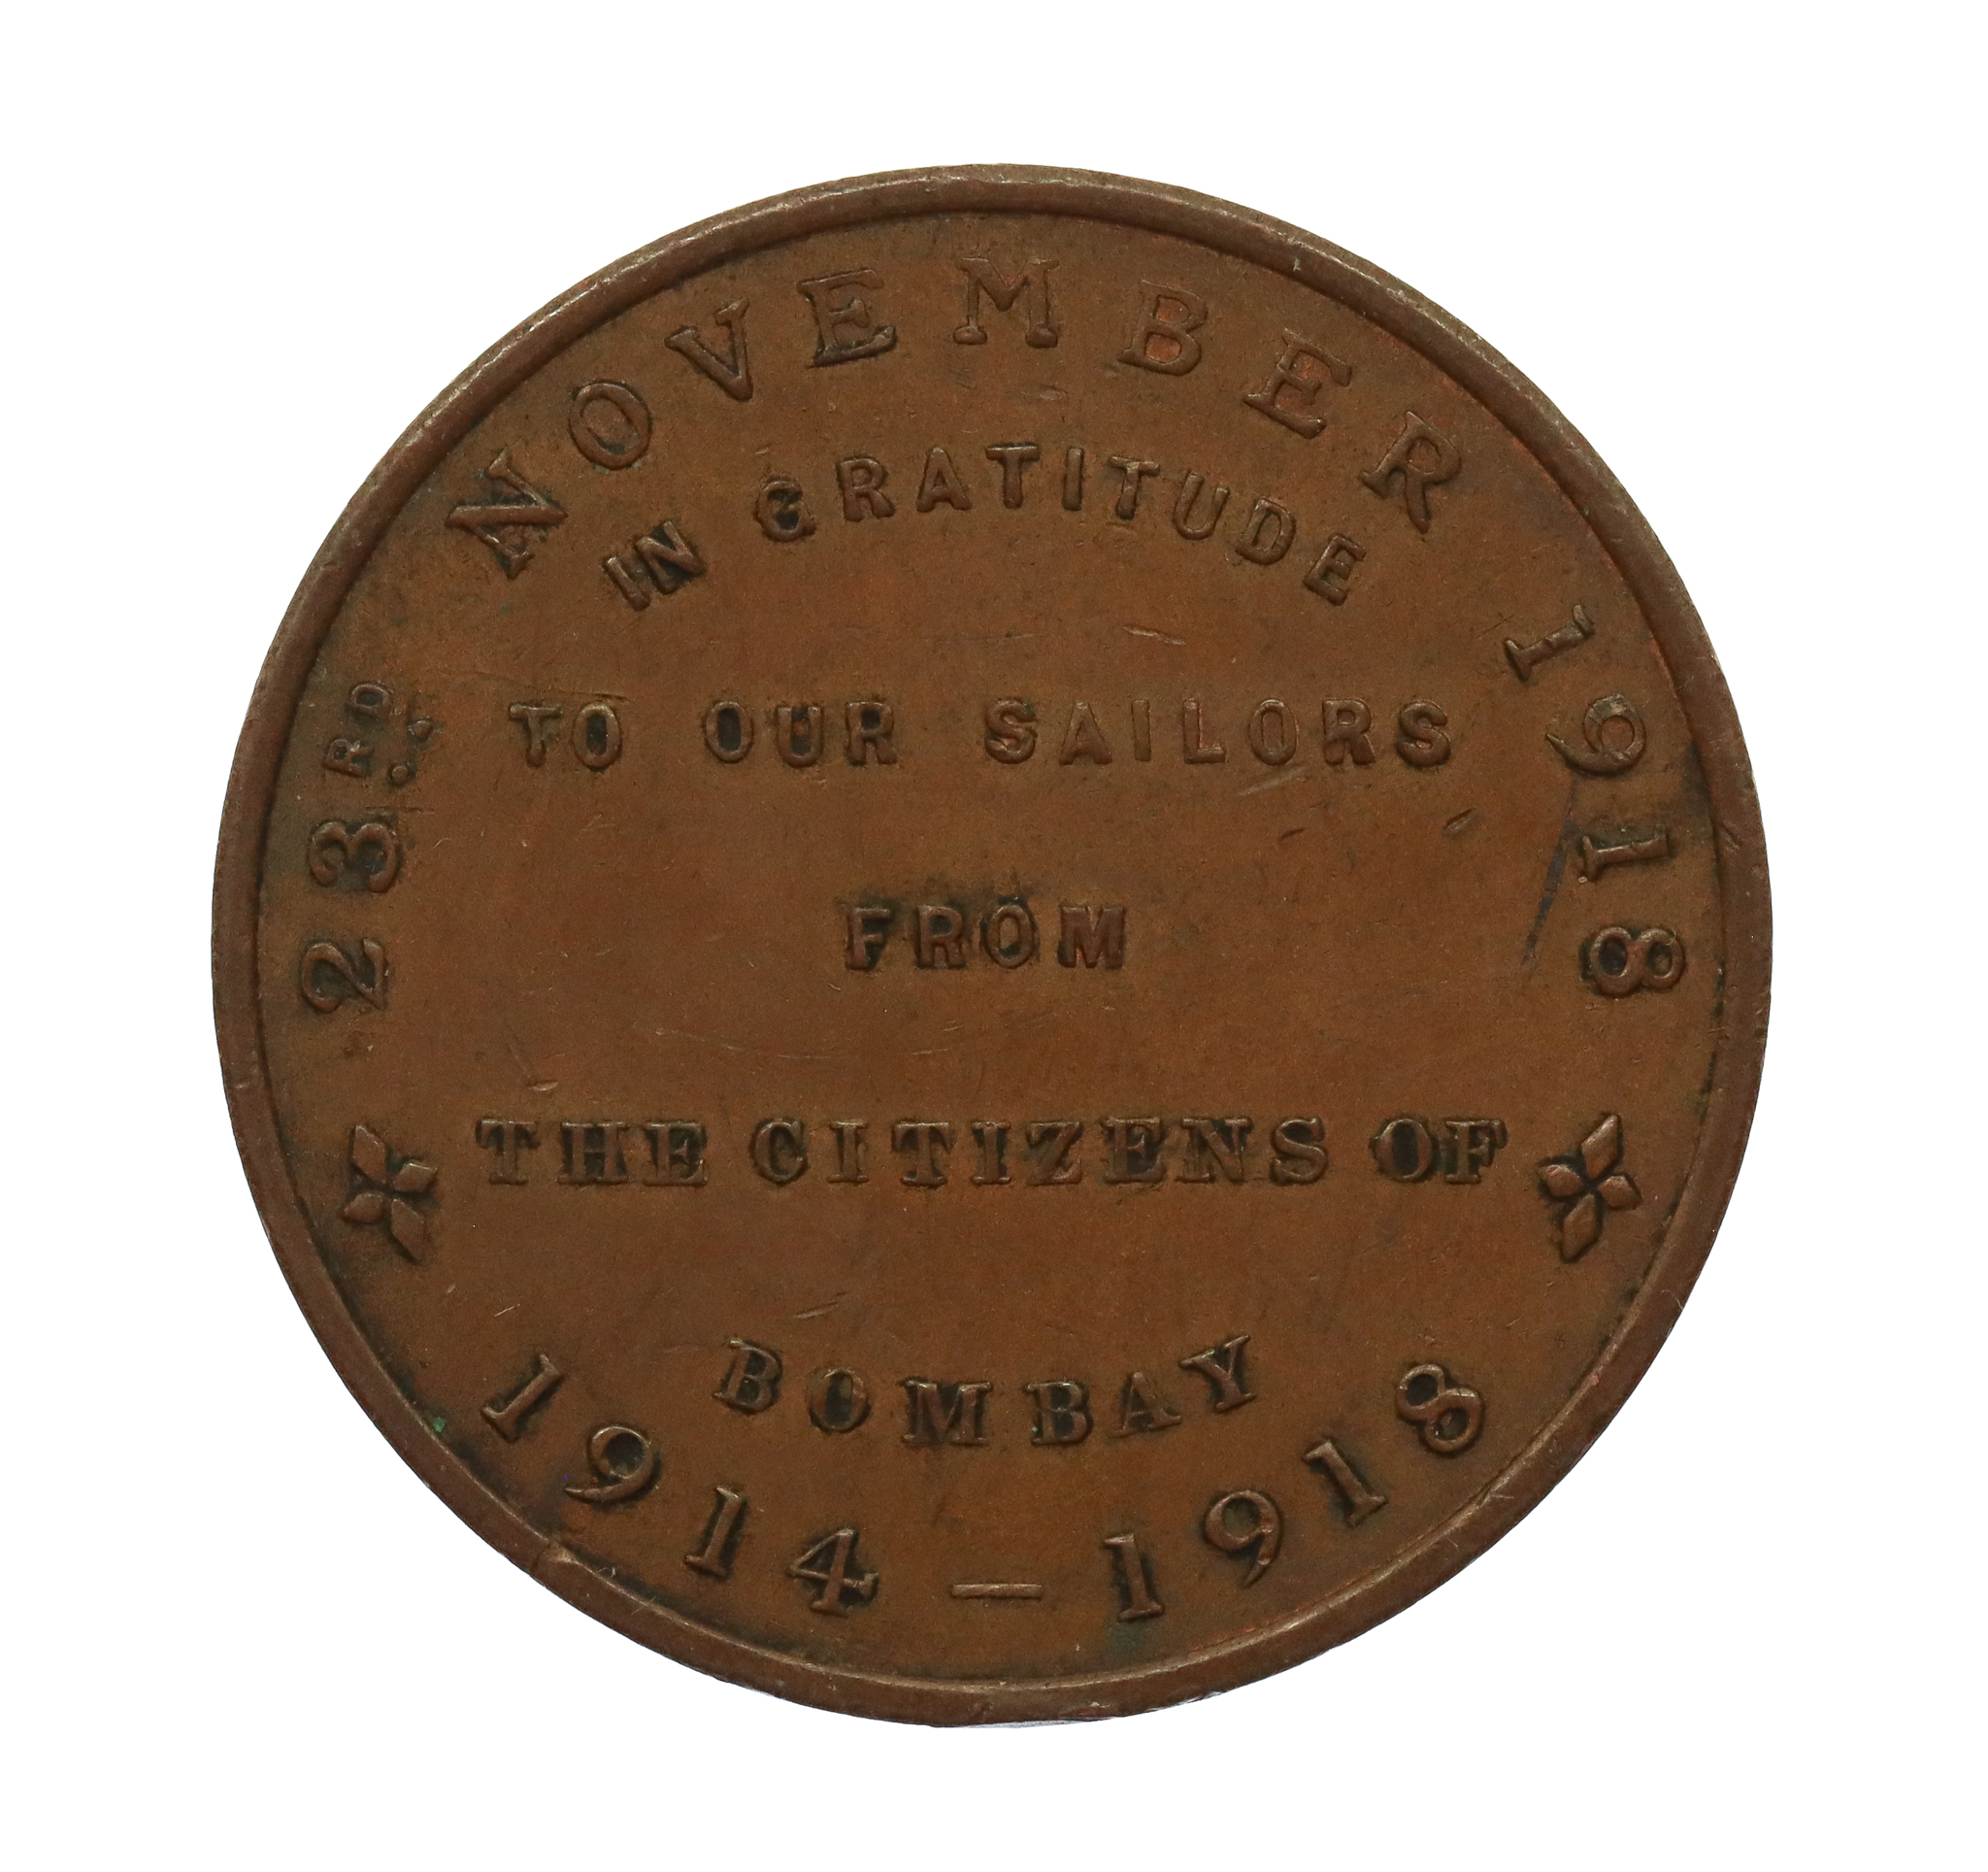 23RD NOVEMBER 1918
IN GRATITUDE
TO OUR SAILORS
FROM
THE CITIZENS OF
BOMBAY
1914 – 1918